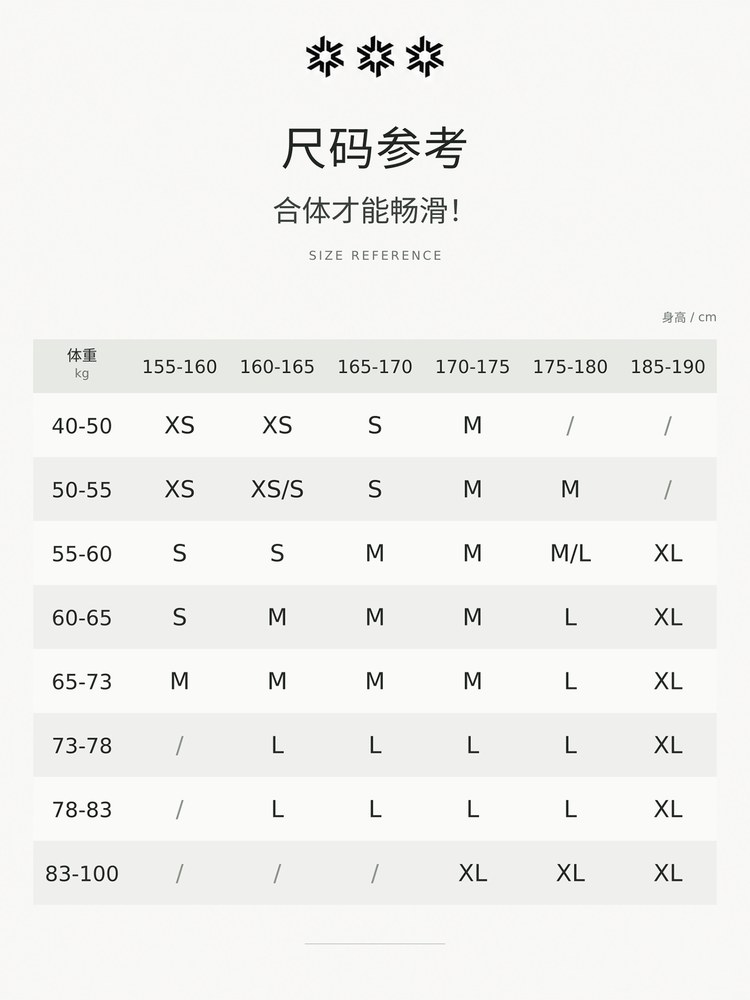 尺码参考
合体才能畅滑！
SIZE REFERENCE
身高 / cm
体重 kg 155-160 160-165 165-170 170-175 175-180 185-190
40-50 XS XS S M / /
50-55 XS XS/S S M M /
55-60 S S M M M/L XL
60-65 S M M M L XL
65-73 M M M M L XL
73-78 / L L L L XL
78-83 / L L L L XL
83-100 / / / XL XL XL